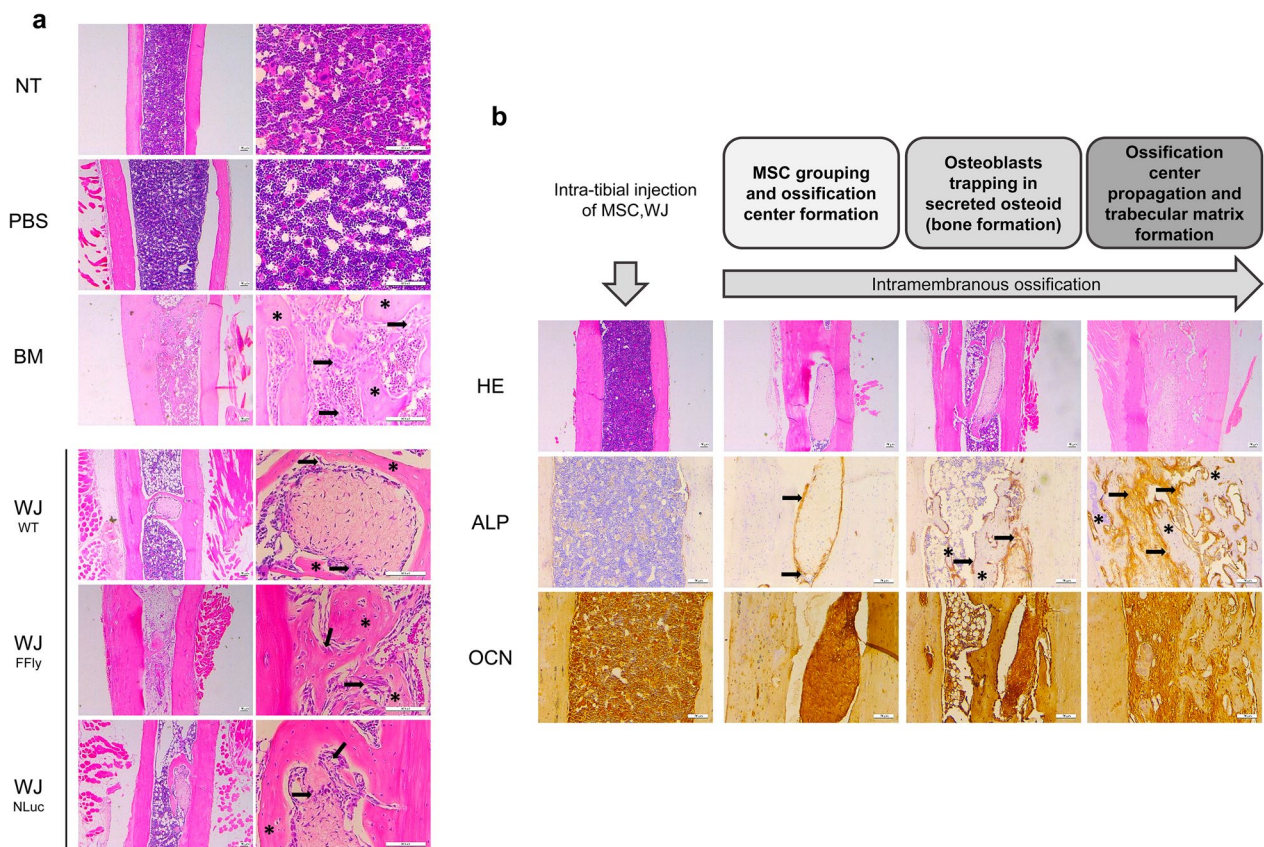 a
NT
PBS
BM
WJ
WT
WJ
FFly
WJ
NLuc
b
Intra-tibial injection
of MSC,WJ
MSC grouping
and ossification
center formation
Osteoblasts
trapping in
secreted osteoid
(bone formation)
Ossification
center
propagation and
trabecular matrix
formation
Intramembranous ossification
HE
ALP
OCN